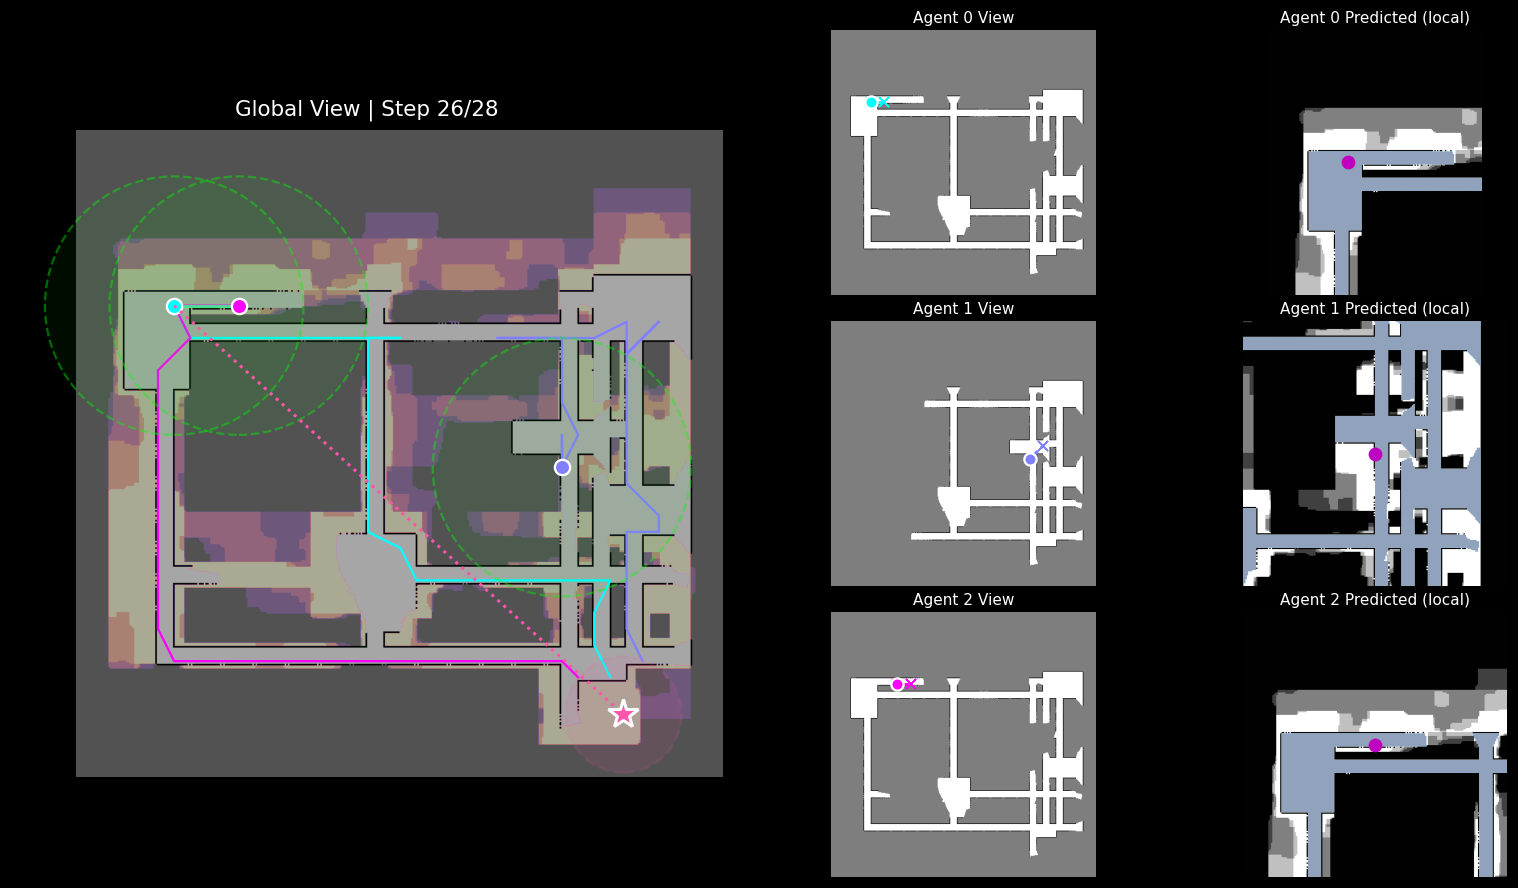 Global View | Step 26/28
Agent 0 View
Agent 0 Predicted (local)
Agent 1 View
Agent 1 Predicted (local)
Agent 2 View
Agent 2 Predicted (local)